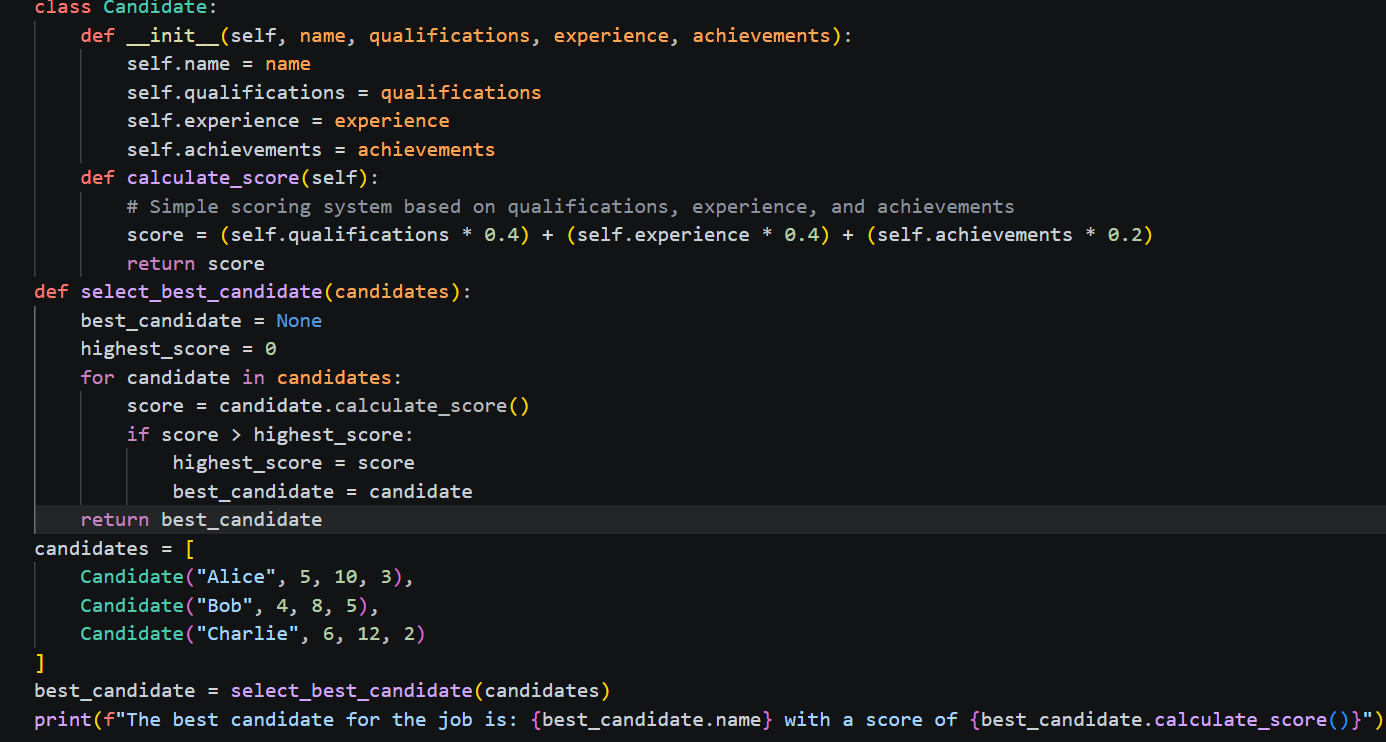 class Candidate:
    def __init__(self, name, qualifications, experience, achievements):
        self.name = name
        self.qualifications = qualifications
        self.experience = experience
        self.achievements = achievements
    def calculate_score(self):
        # Simple scoring system based on qualifications, experience, and achievements
        score = (self.qualifications * 0.4) + (self.experience * 0.4) + (self.achievements * 0.2)
        return score
def select_best_candidate(candidates):
    best_candidate = None
    highest_score = 0
    for candidate in candidates:
        score = candidate.calculate_score()
        if score > highest_score:
            highest_score = score
            best_candidate = candidate
    return best_candidate
candidates = [
    Candidate("Alice", 5, 10, 3),
    Candidate("Bob", 4, 8, 5),
    Candidate("Charlie", 6, 12, 2)
]
best_candidate = select_best_candidate(candidates)
print(f"The best candidate for the job is: {best_candidate.name} with a score of {best_candidate.calculate_score()}")